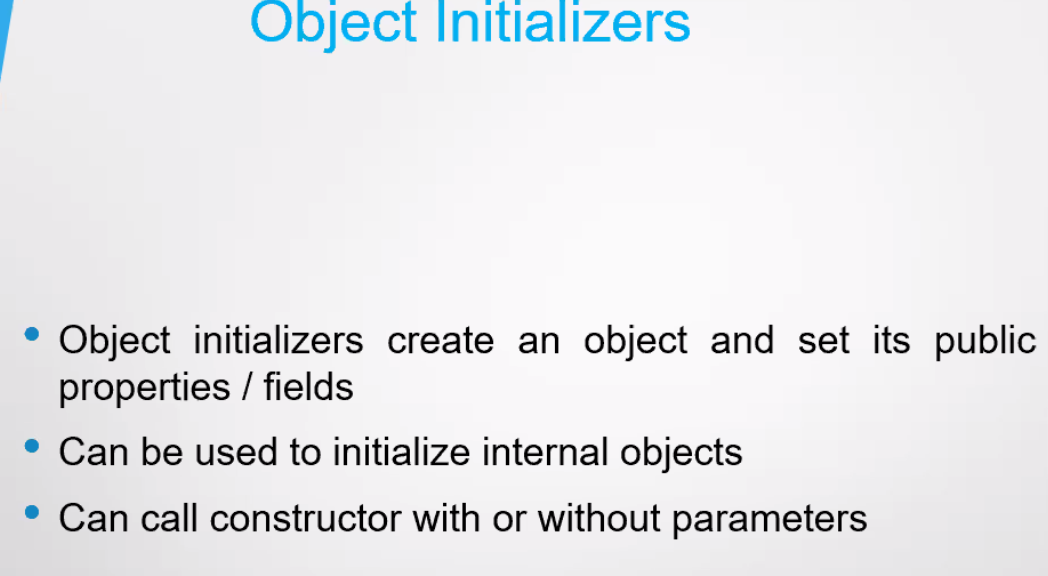 Object Initializers
• Object initializers create an object and set its public
properties / fields
• Can be used to initialize internal objects
• Can call constructor with or without parameters